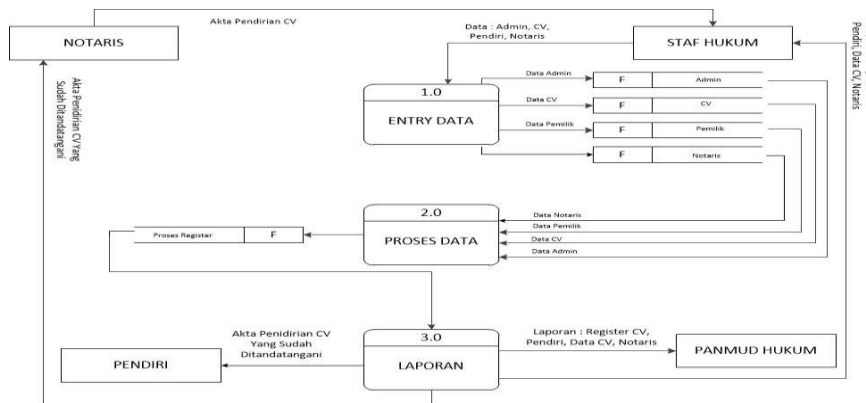 Akta Pendirian CV
NOTARIS
Data : Admin, CV,
Pendiri, Notaris
STAF HUKUM
Pendiri, Data CV, Notaris
Akta Penidirian CV Yang
Sudah Ditandatangani
1.0
ENTRY DATA
Data Admin
F
Admin
Data CV
F
CV
Data Pemilik
F
Pemilik
F
Notaris
2.0
PROSES DATA
Data Notaris
Data Pemilik
Data CV
Data Admin
Proses Register
F
3.0
LAPORAN
Akta Penidirian CV
Yang Sudah
Ditandatangani
PENDIRI
Laporan : Register CV,
Pendiri, Data CV, Notaris
PANMUD HUKUM